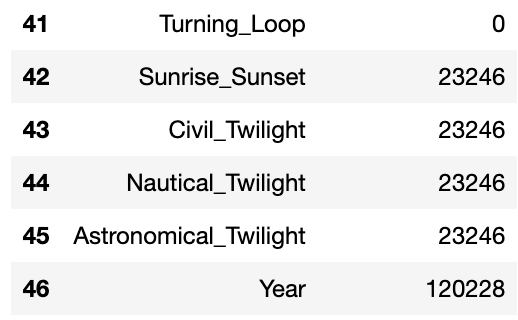 41 Turning_Loop 0
42 Sunrise_Sunset 23246
43 Civil_Twilight 23246
44 Nautical_Twilight 23246
45 Astronomical_Twilight 23246
46 Year 120228